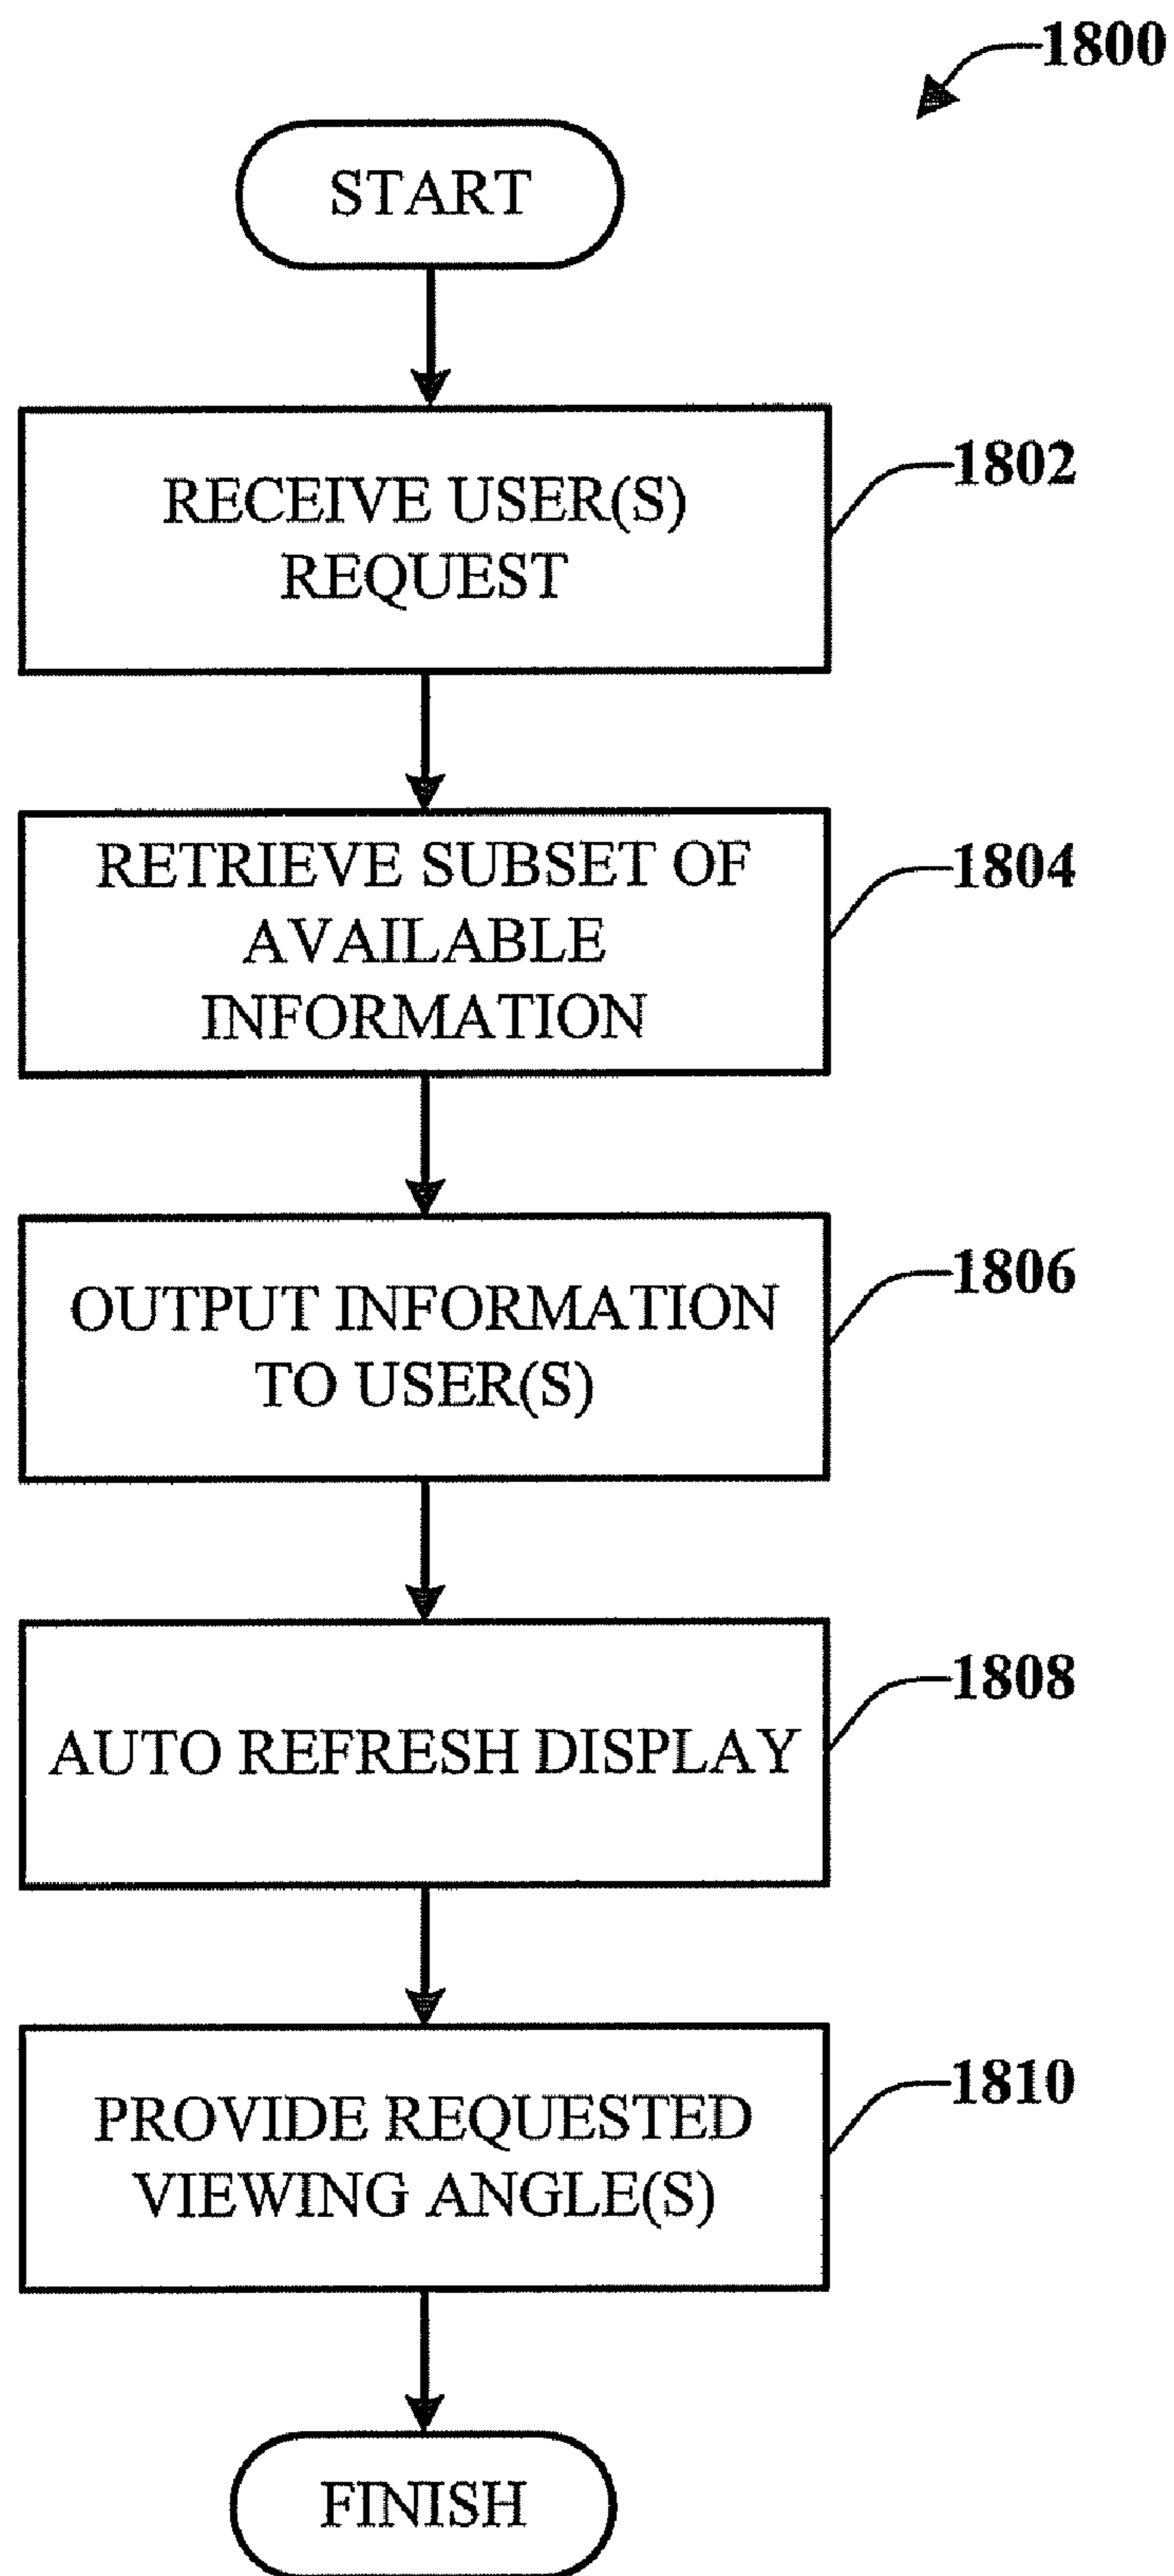 1800
START
RECEIVE USER(S)
REQUEST
1802
RETRIEVE SUBSET OF
AVAILABLE
INFORMATION
1804
OUTPUT INFORMATION
TO USER(S)
1806
AUTO REFRESH DISPLAY
1808
PROVIDE REQUESTED
VIEWING ANGLE(S)
1810
FINISH